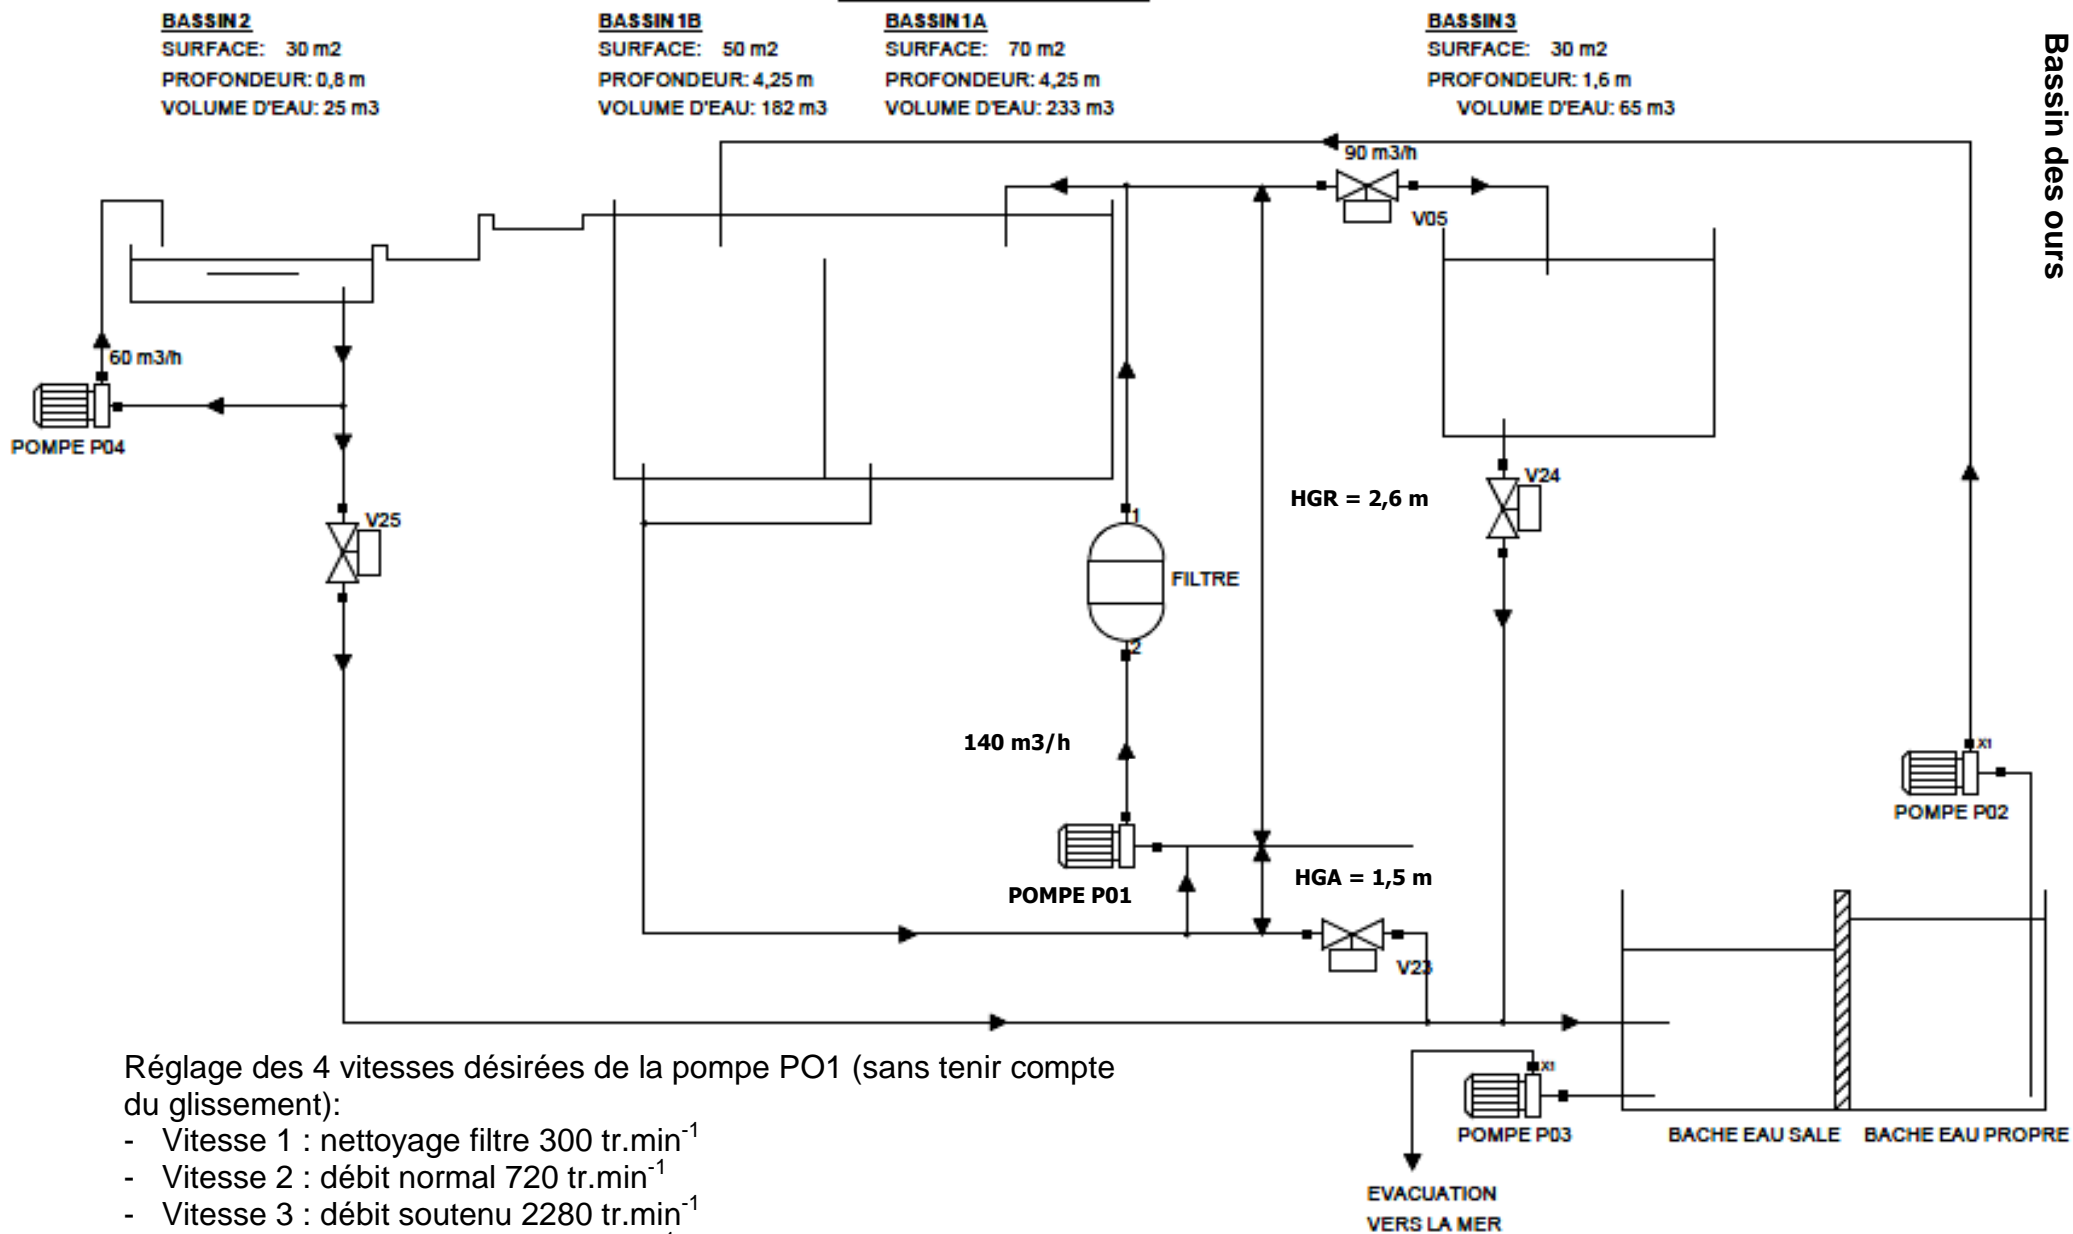 BASSIN 2
SURFACE: 30 m2
PROFONDEUR: 0,8 m
VOLUME D'EAU: 25 m3
BASSIN 1B
SURFACE: 50 m2
PROFONDEUR: 4,25 m
VOLUME D'EAU: 182 m3
BASSIN 1A
SURFACE: 70 m2
PROFONDEUR: 4,25 m
VOLUME D'EAU: 233 m3
BASSIN 3
SURFACE: 30 m2
PROFONDEUR: 1,6 m
VOLUME D'EAU: 65 m3
Bassin des ours
90 m3/h
V05
60 m3/h
POMPE P04
V25
HGR = 2,6 m
V24
1
FILTRE
2
140 m3/h
X1
POMPE P02
POMPE P01
HGA = 1,5 m
V23
X1
POMPE P03
BACHE EAU SALE
BACHE EAU PROPRE
EVACUATION
VERS LA MER
Réglage des 4 vitesses désirées de la pompe PO1 (sans tenir compte
du glissement):
- Vitesse 1 : nettoyage filtre 300 tr.min-1
- Vitesse 2 : débit normal 720 tr.min-1
- Vitesse 3 : débit soutenu 2280 tr.min-1